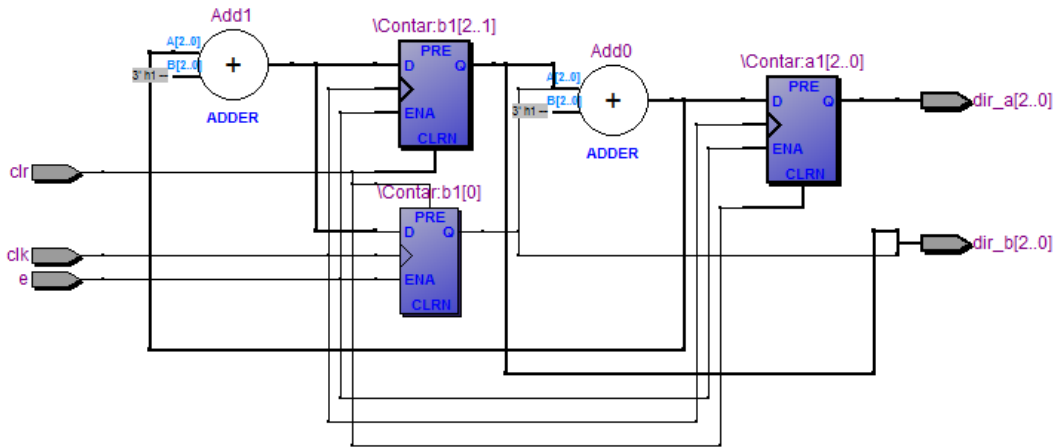 Add1
A[2..0]
B[2..0]
3' h1 --
+
ADDER
\Contar:b1[2..1]
PRE
D
Q
ENA
CLRN
Add0
A[2..0]
B[2..0]
3' h1 --
+
ADDER
\Contar:a1[2..0]
PRE
D
Q
ENA
CLRN
dir_a[2..0]
clr
\Contar:b1[0]
PRE
D
Q
ENA
CLRN
clk
e
dir_b[2..0]